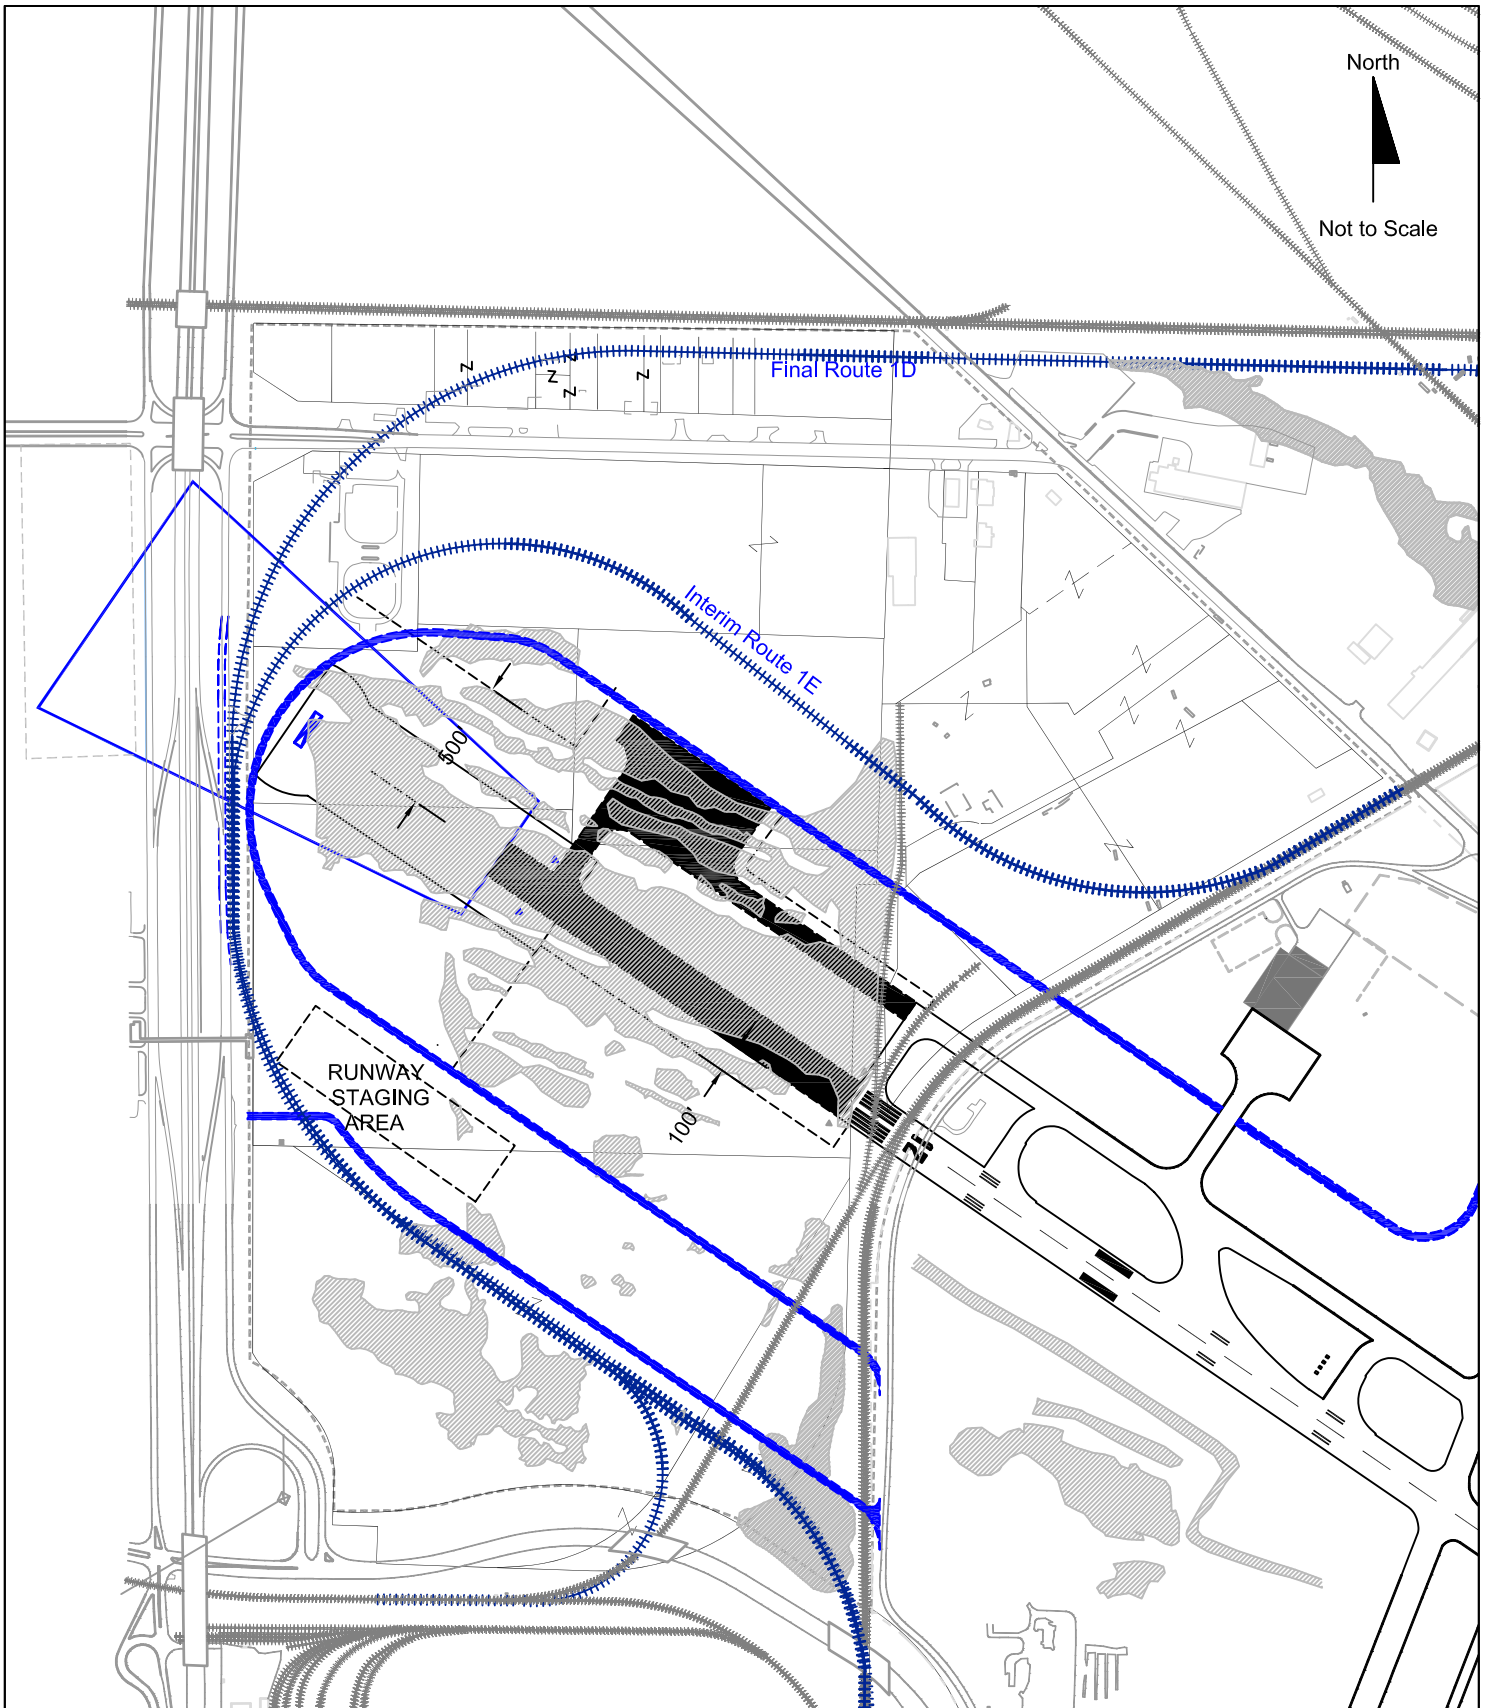 North
Not to Scale
Final Route 1D
Interim Route 1E
500'
RUNWAY
STAGING
AREA
100'